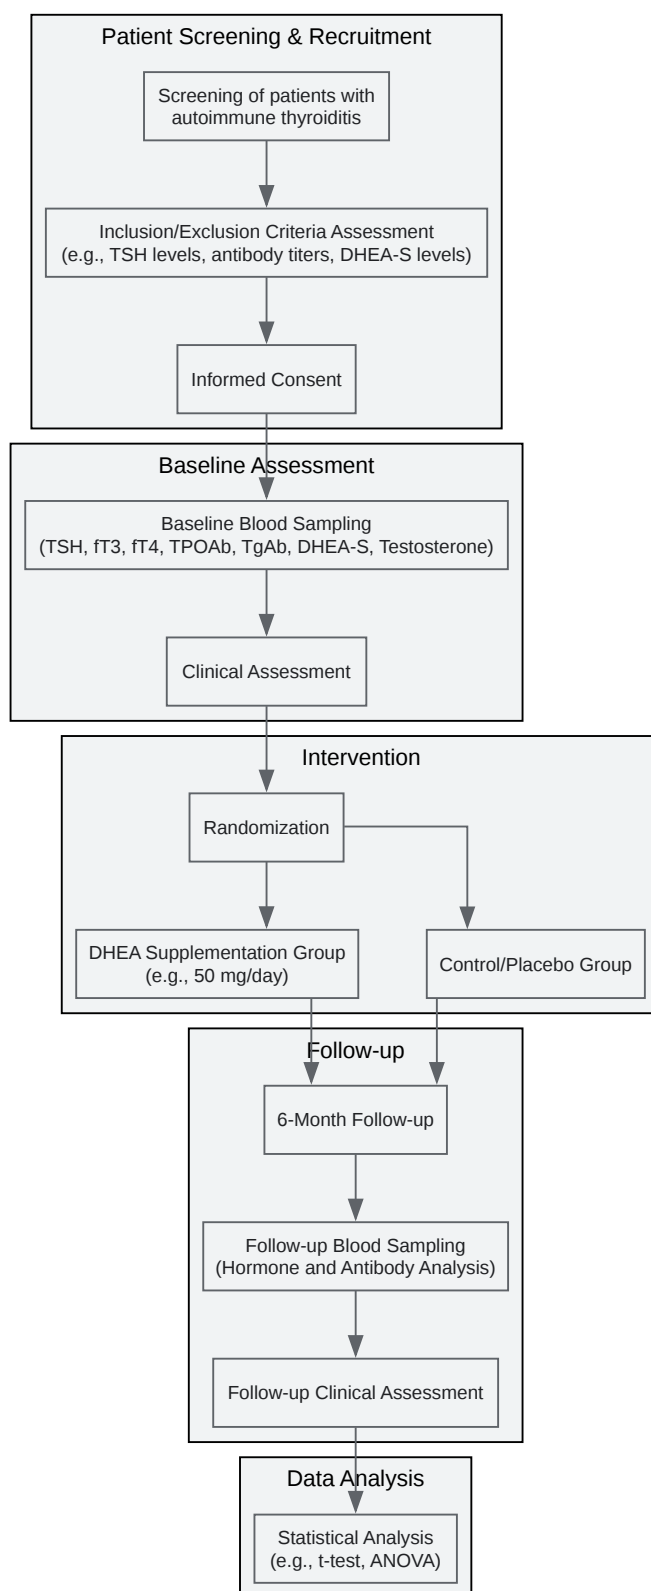 Patient Screening & Recruitment
Screening of patients with
autoimmune thyroiditis
Inclusion/Exclusion Criteria Assessment
(e.g., TSH levels, antibody titers, DHEA-S levels)
Informed Consent
Baseline Assessment
Baseline Blood Sampling
(TSH, fT3, fT4, TPOAb, TgAb, DHEA-S, Testosterone)
Clinical Assessment
Intervention
Randomization
DHEA Supplementation Group
(e.g., 50 mg/day)
Control/Placebo Group
Follow-up
6-Month Follow-up
Follow-up Blood Sampling
(Hormone and Antibody Analysis)
Follow-up Clinical Assessment
Data Analysis
Statistical Analysis
(e.g., t-test, ANOVA)